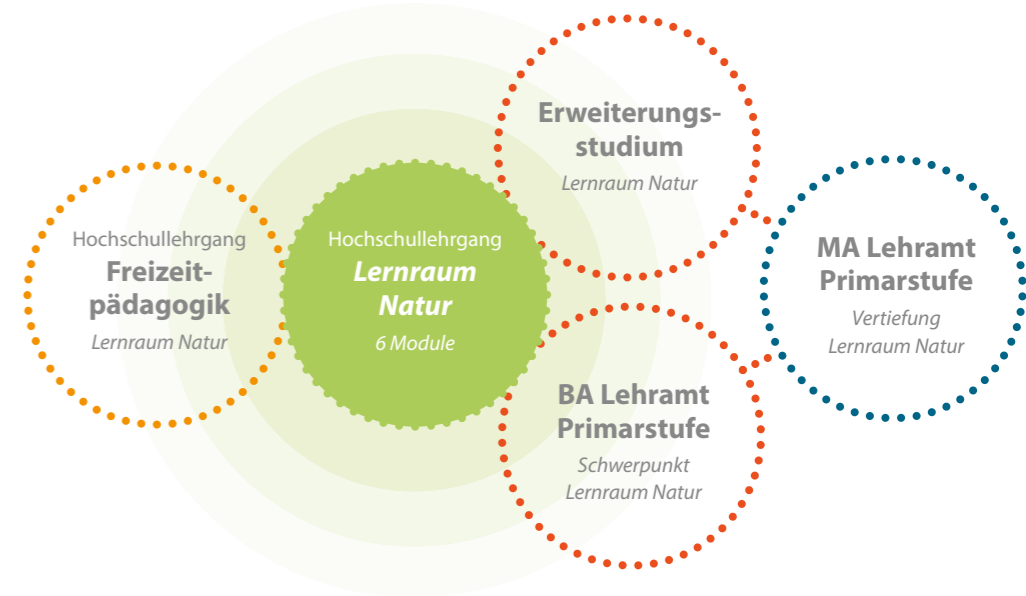 Hochschullehrgang
Freizeit-
pädagogik
Lernraum Natur
Hochschullehrgang
Lernraum
Natur
6 Module
Erweiterungs-
studium
Lernraum Natur
BA Lehramt
Primarstufe
Schwerpunkt
Lernraum Natur
MA Lehramt
Primarstufe
Vertiefung
Lernraum Natur